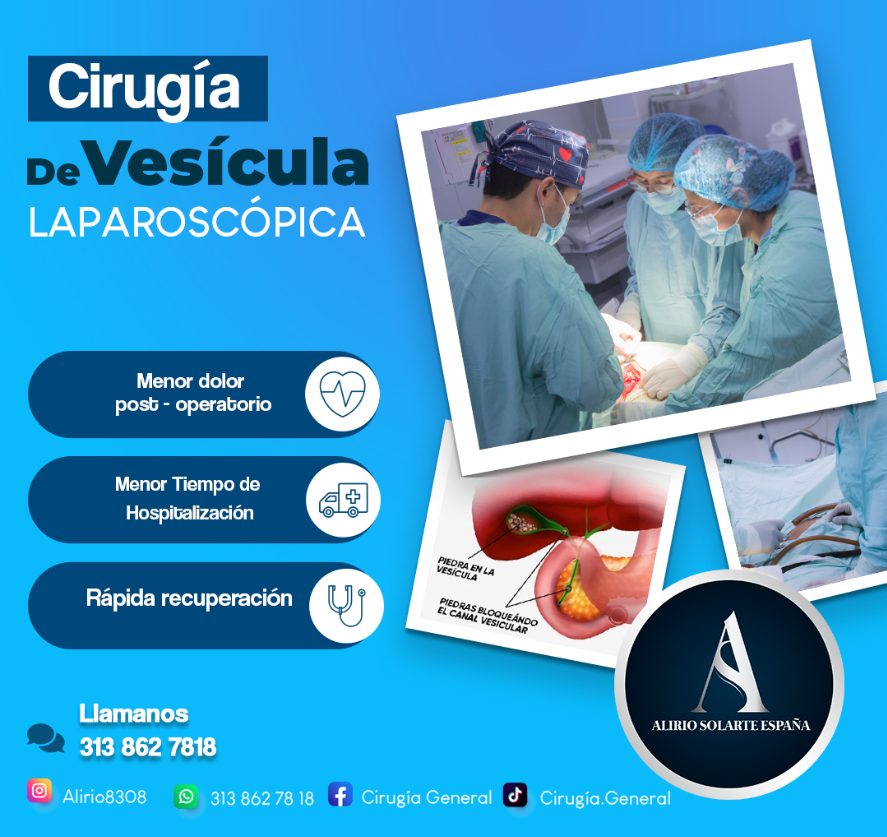 Cirugía
De Vesícula
LAPAROSCÓPICA
Menor dolor
post - operatorio
Menor Tiempo de
Hospitalización
Rápida recuperación
PIEDRA EN LA
VESÍCULA
PIEDRAS BLOQUEÁNDO
EL CANAL VESICULAR
ALIRIO SOLARTE ESPAÑA
Llamanos
313 862 7818
Alirio8308
313 862 78 18
Cirugía General
Cirugía.General